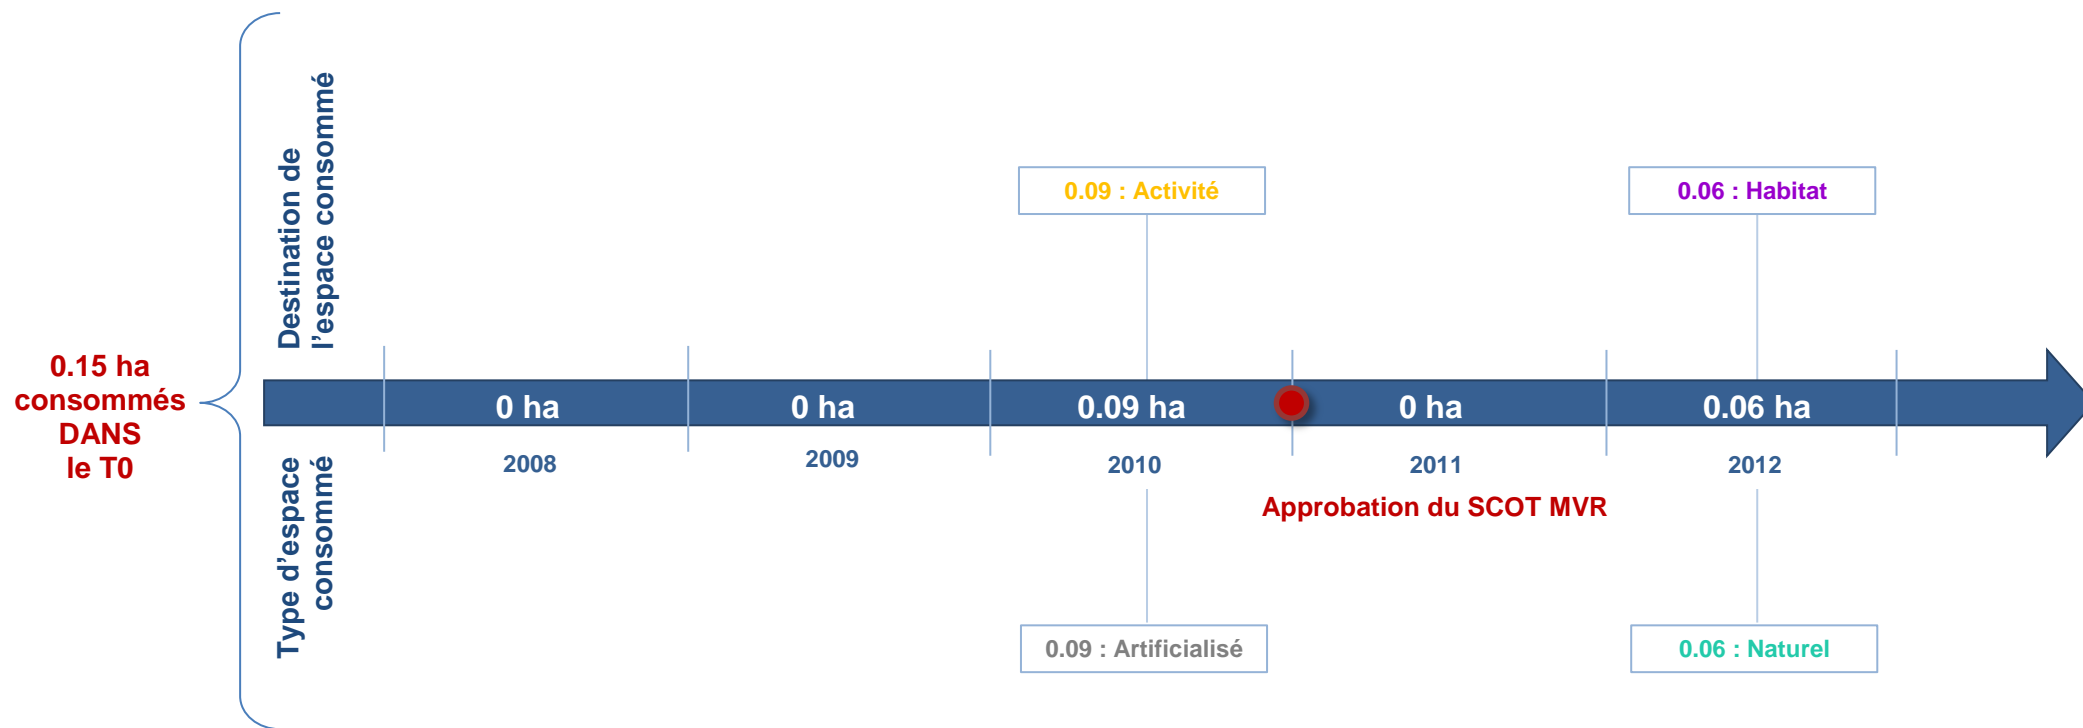 0.15 ha
consommés
DANS
le T0
Destination de
l’espace consommé
Type d’espace
consommé
0.09 : Activité
0.06 : Habitat
0 ha
0 ha
0.09 ha
0 ha
0.06 ha
2008
2009
2010
2011
2012
Approbation du SCOT MVR
0.09 : Artificialisé
0.06 : Naturel